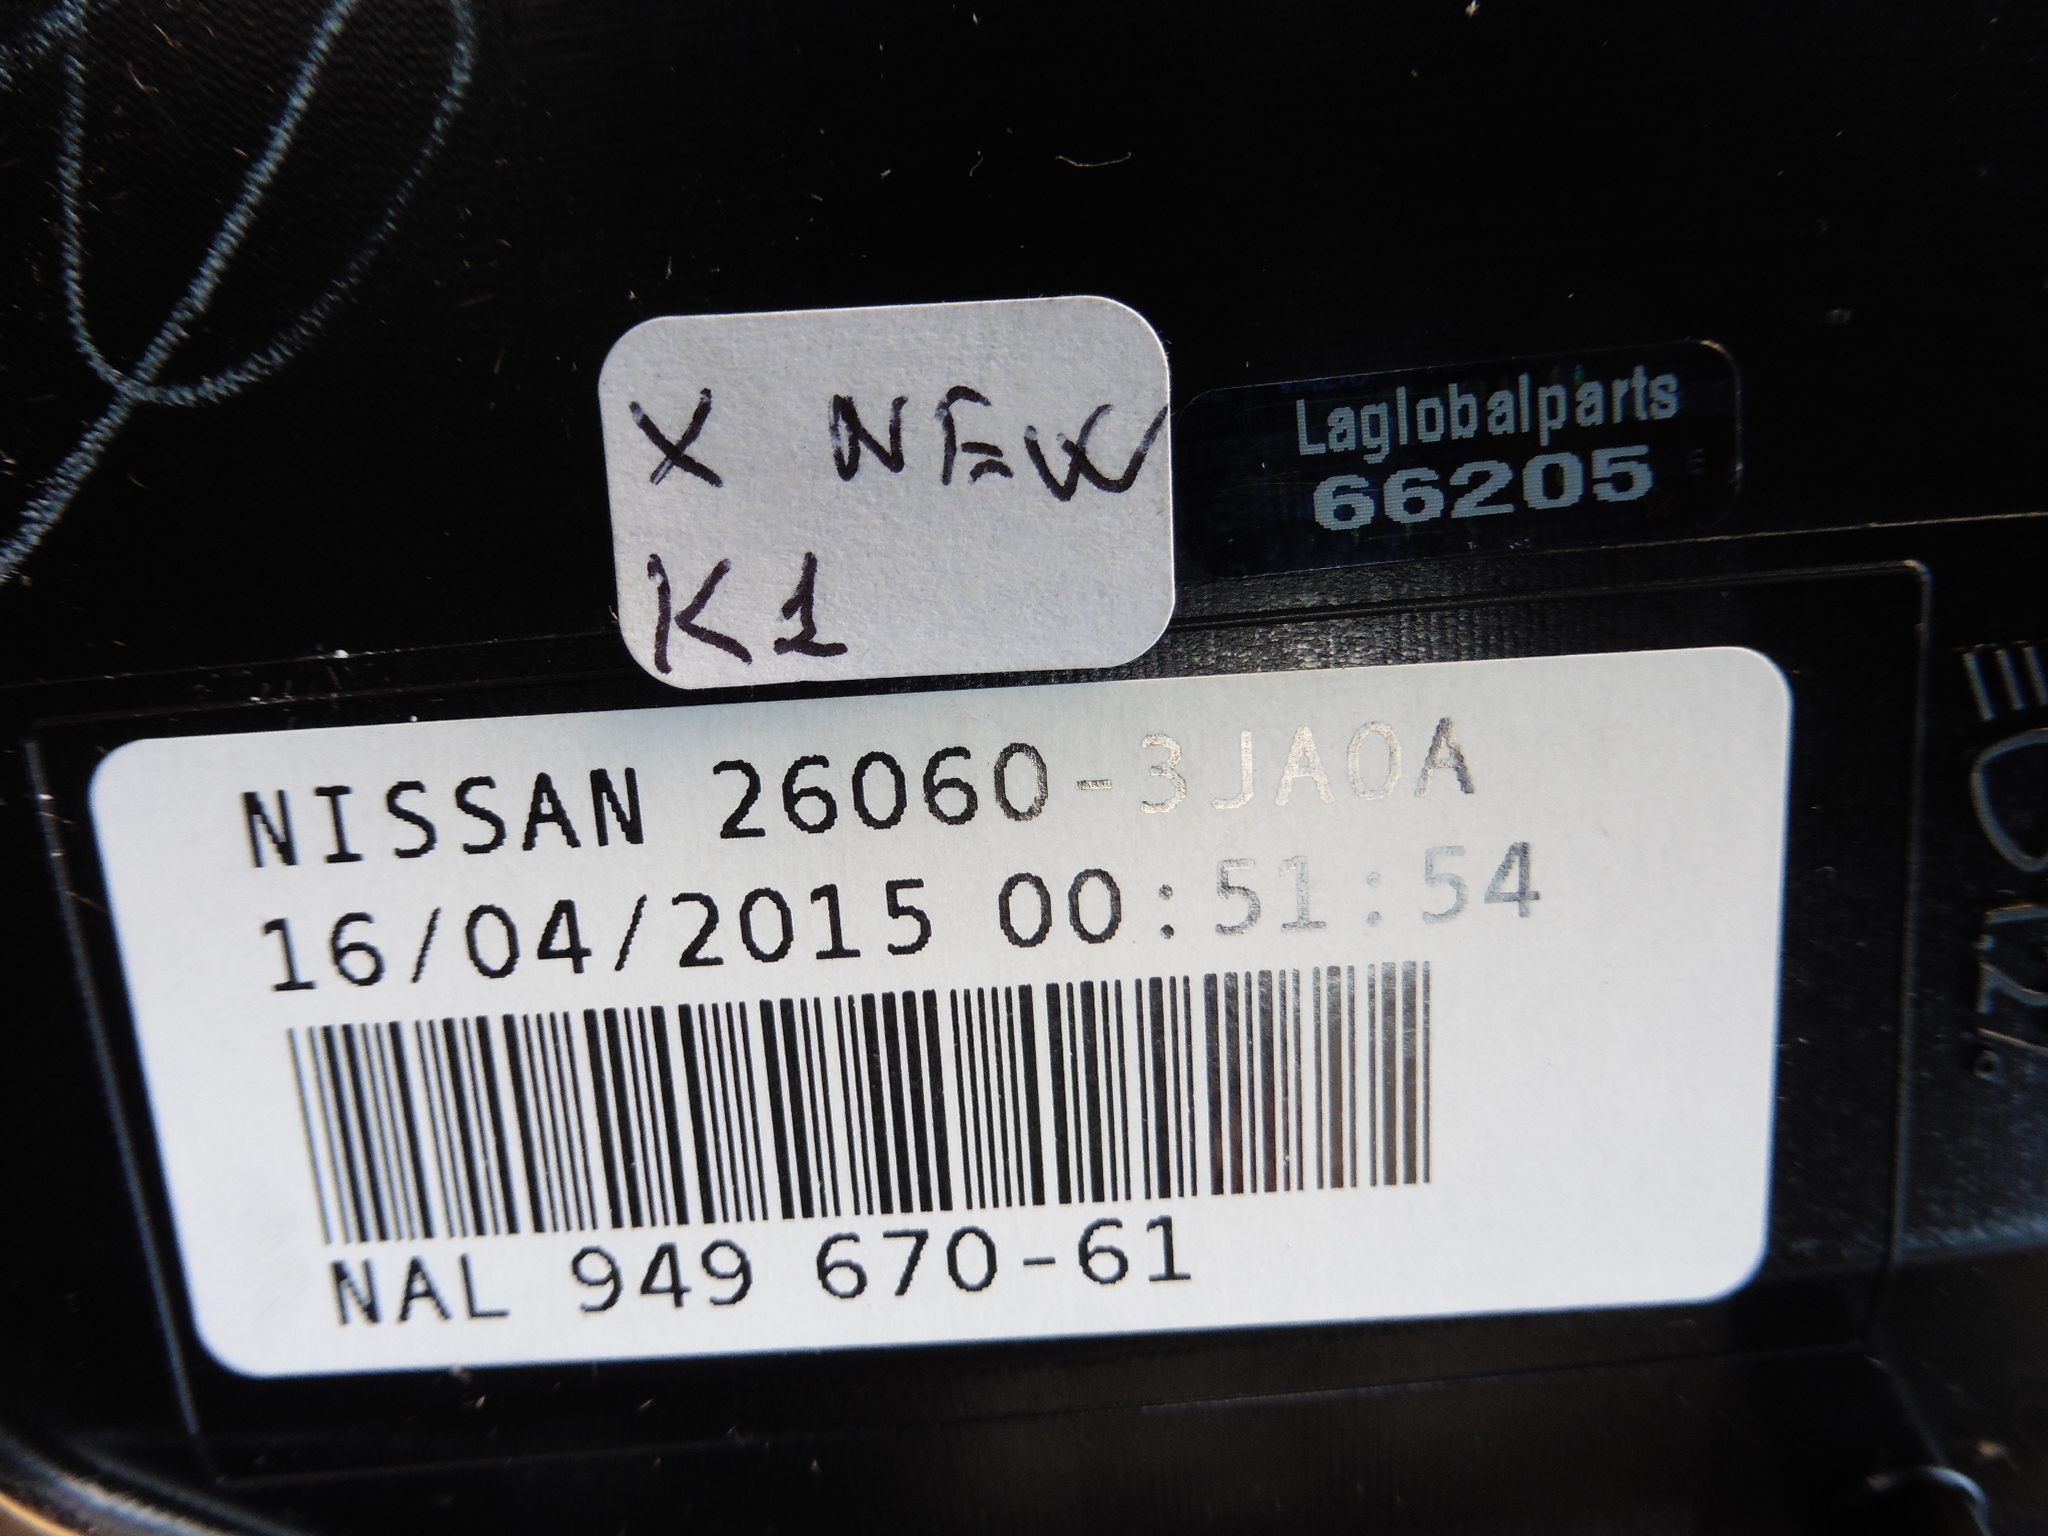 X NEW
K1
Laglobalparts
66205
NISSAN 26060-3JA0A
16/04/2015 00:51:54
NAL 949 670-61